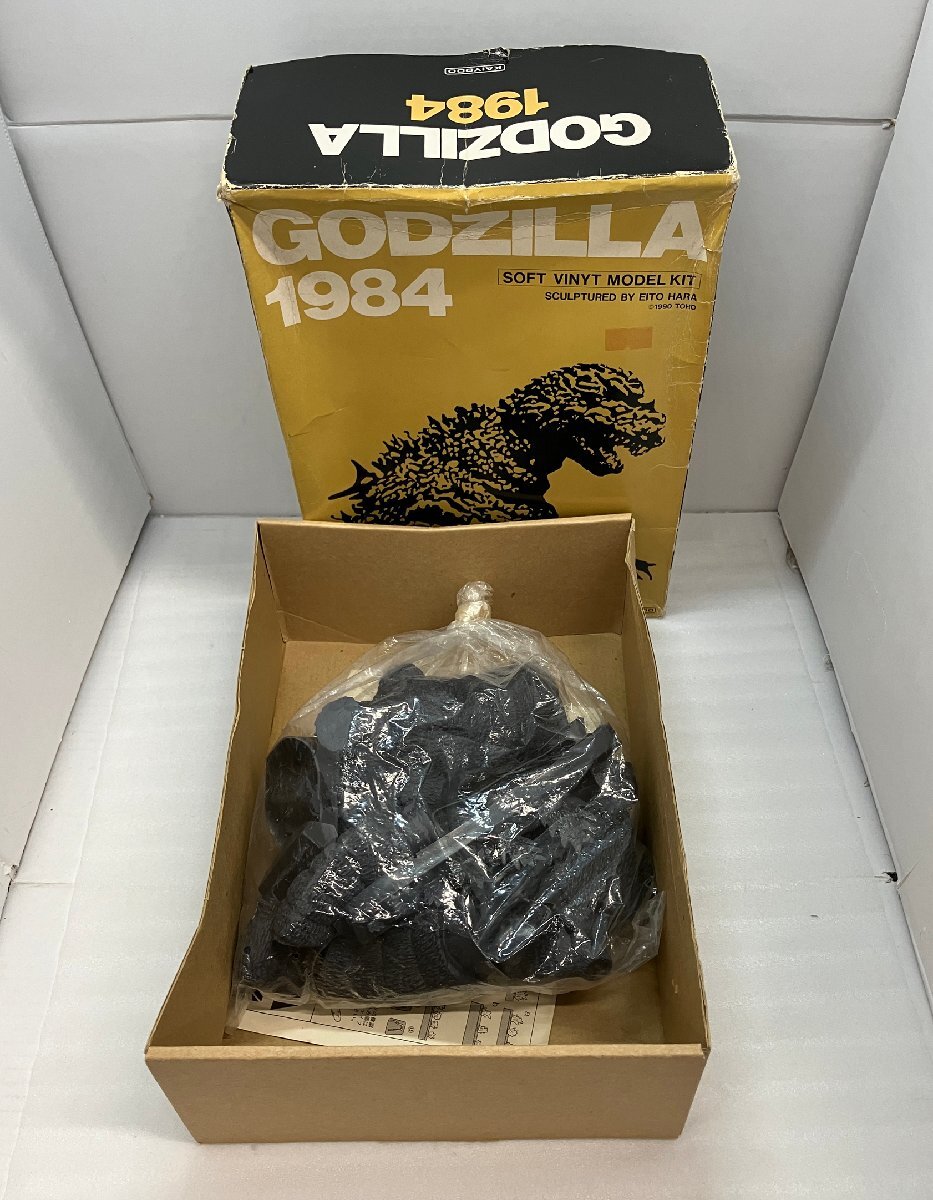 KAIYODO
GODZILLA
1984
GODZILLA
1984
SOFT VINYT MODEL KIT
SCULPTURED BY EITO HARA
©1990 TOHO